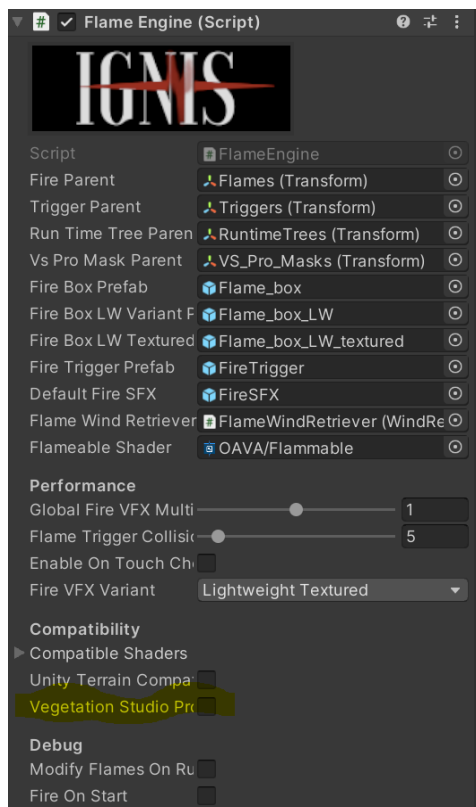 Flame Engine (Script)
IGNIS
Script FlameEngine
Fire Parent Flames (Transform)
Trigger Parent Triggers (Transform)
Run Time Tree Paren RuntimeTrees (Transform)
Vs Pro Mask Parent VS_Pro_Masks (Transform)
Fire Box Prefab Flame_box
Fire Box LW Variant P Flame_box_LW
Fire Box LW Textured Flame_box_LW_textured
Fire Trigger Prefab FireTrigger
Default Fire SFX FireSFX
Flame Wind Retriever FlameWindRetriever (WindRe
Flameable Shader OAVA/Flammable
Performance
Global Fire VFX Multi 1
Flame Trigger Collisio 5
Enable On Touch Che
Fire VFX Variant Lightweight Textured
Compatibility
Compatible Shaders
Unity Terrain Compat
Vegetation Studio Pro
Debug
Modify Flames On Ru
Fire On Start